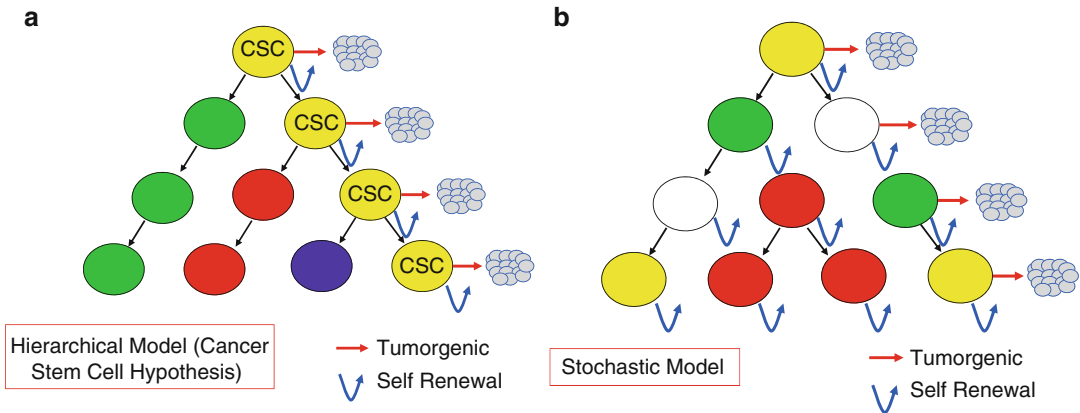 a
CSC
CSC
CSC
CSC
Hierarchical Model (Cancer
Stem Cell Hypothesis)
Tumorgenic
Self Renewal
b
Stochastic Model
Tumorgenic
Self Renewal